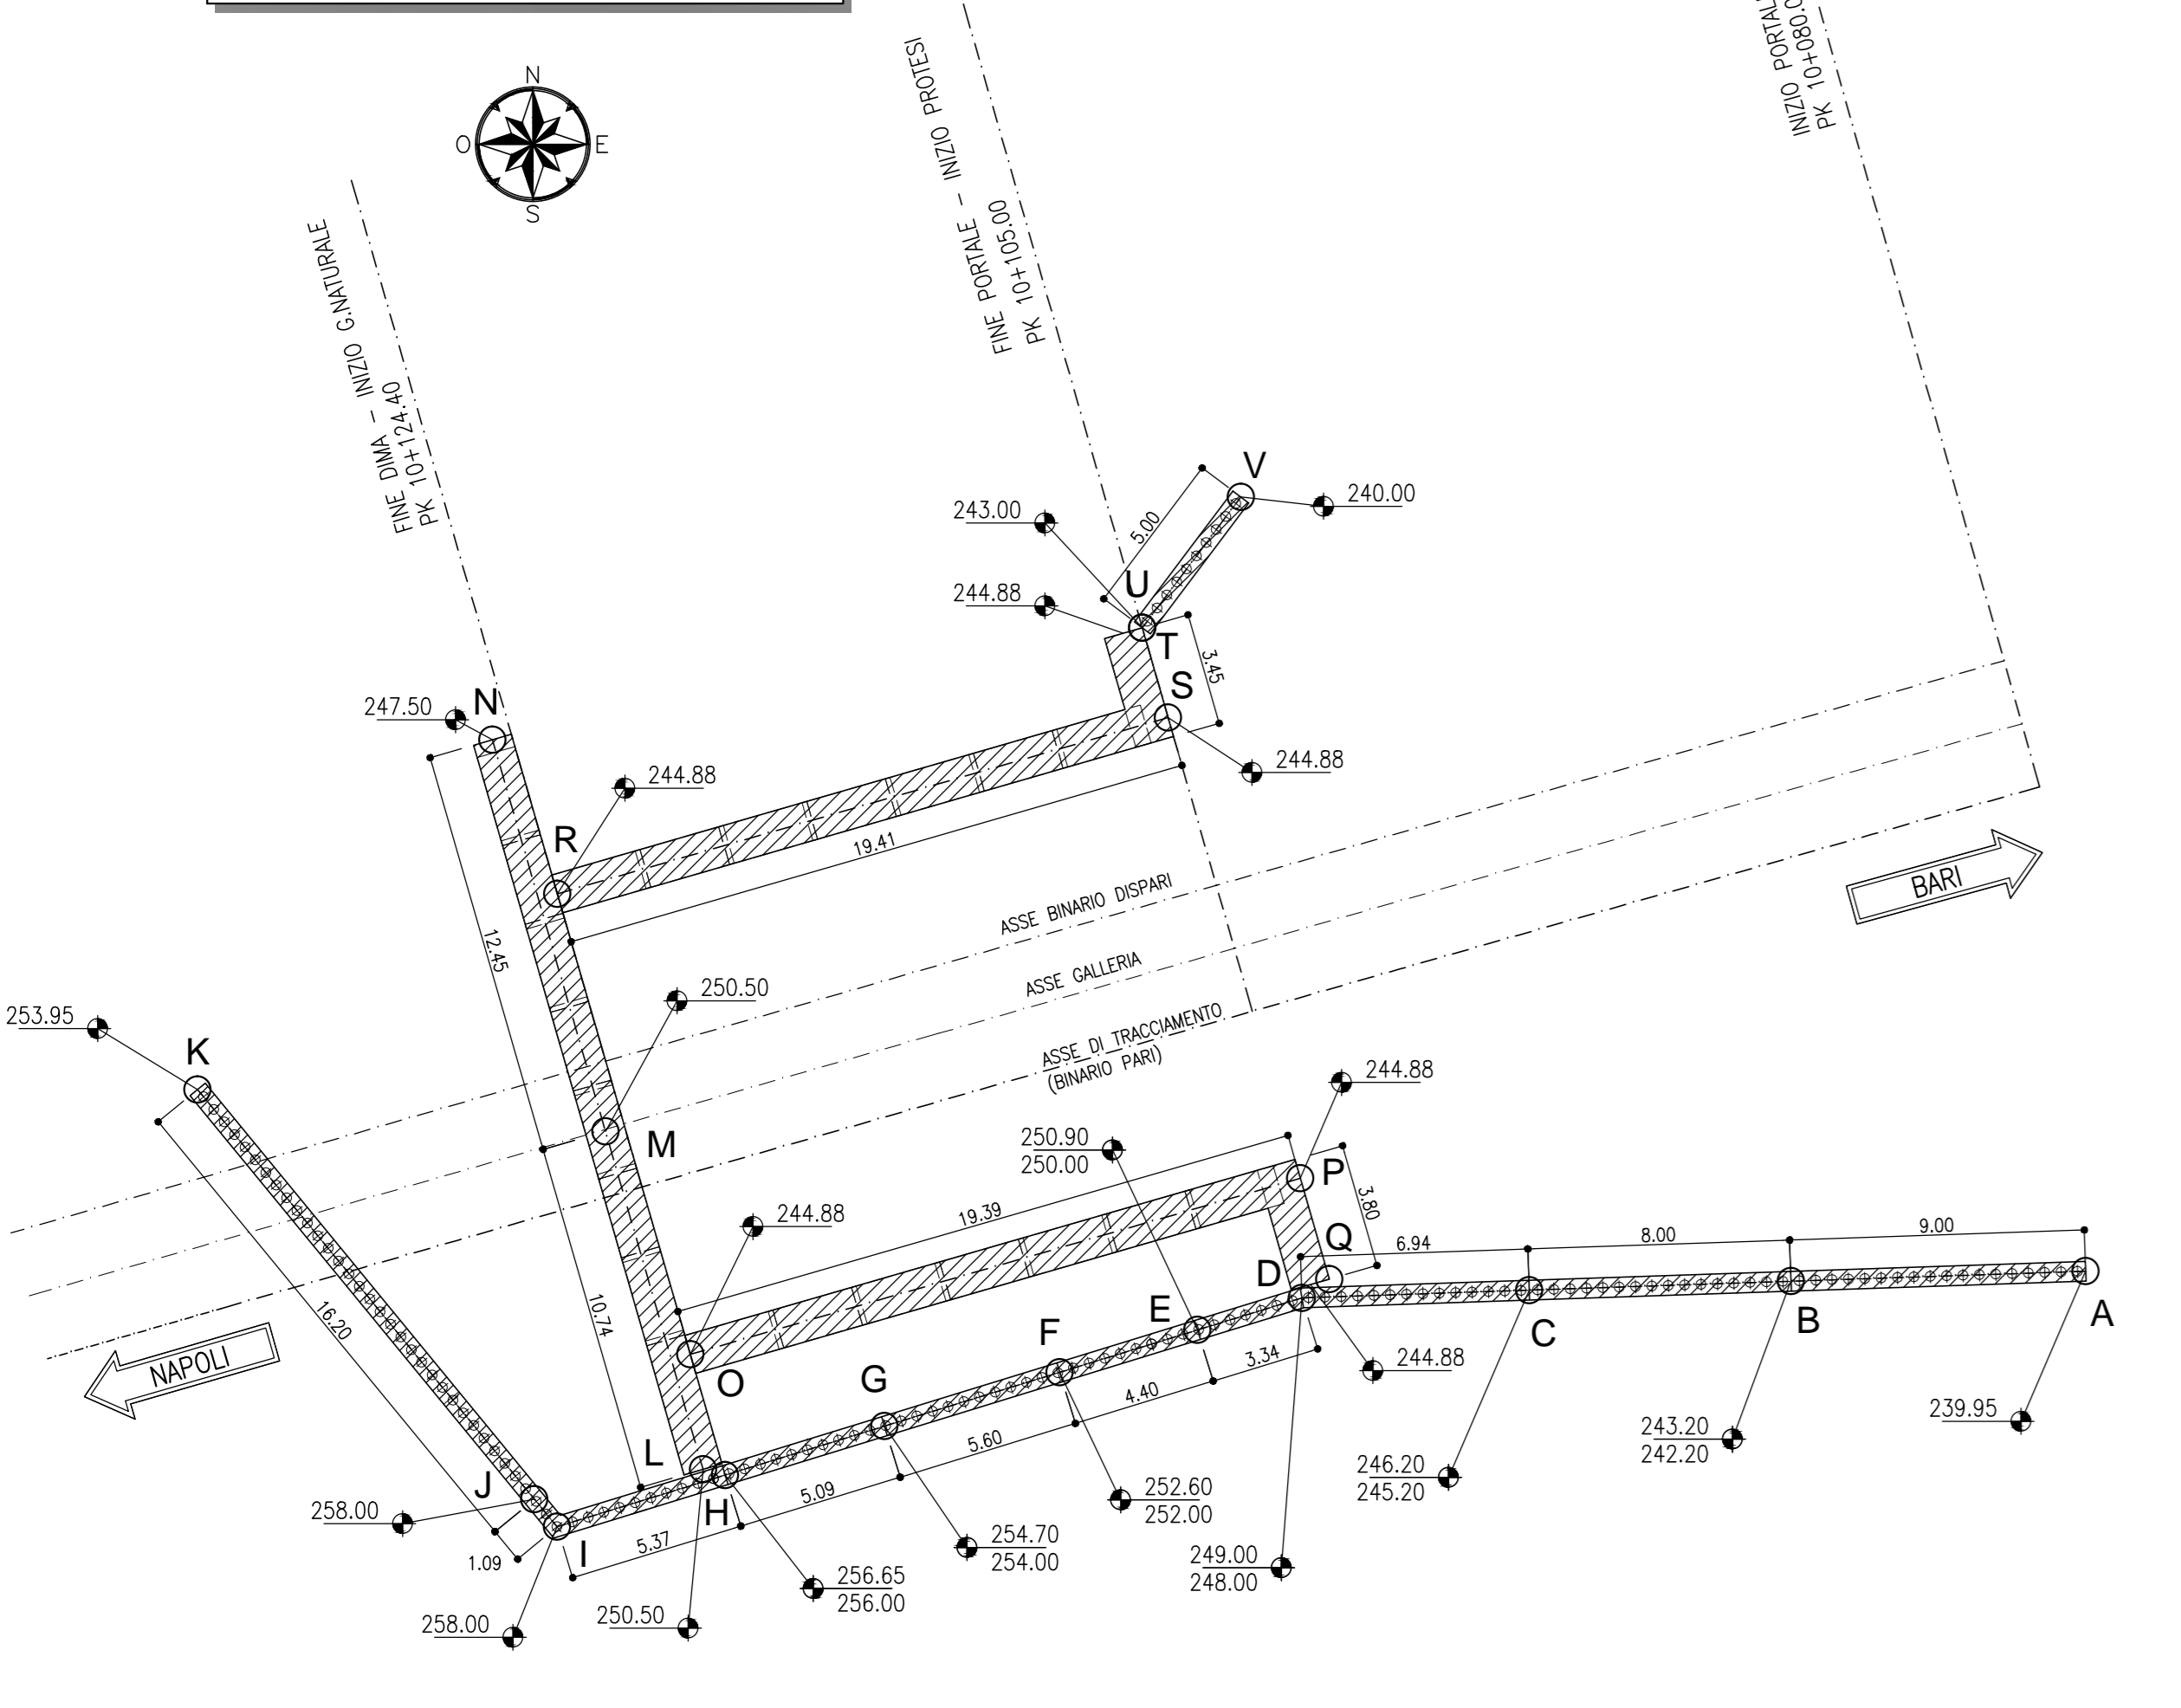 N
O
E
S
FINE DIMA - INIZIO G.NATURALE
PK 10+124.40
FINE PORTALE - INIZIO PROTESI
PK 10+105.00
INIZIO
PK
V
240.00
243.00
5.00
U
244.88
T
3.45
S
N
247.50
244.88
244.88
R
19.41
ASSE BINARIO DISPARI
BARI
12.45
ASSE GALLERIA
250.50
253.95
ASSE DI TRACCIAMENTO
(BINARIO PARI)
K
M
244.88
250.90
250.00
P
3.80
19.39
244.88
Q
6.94
8.00
9.00
D
E
C
B
A
16.20
10.74
NAPOLI
F
3.34
244.88
O
G
4.40
239.95
243.20
242.20
5.60
L
246.20
245.20
J
5.09
H
252.60
252.00
258.00
5.37
I
1.09
254.70
254.00
249.00
248.00
256.65
256.00
250.50
258.00